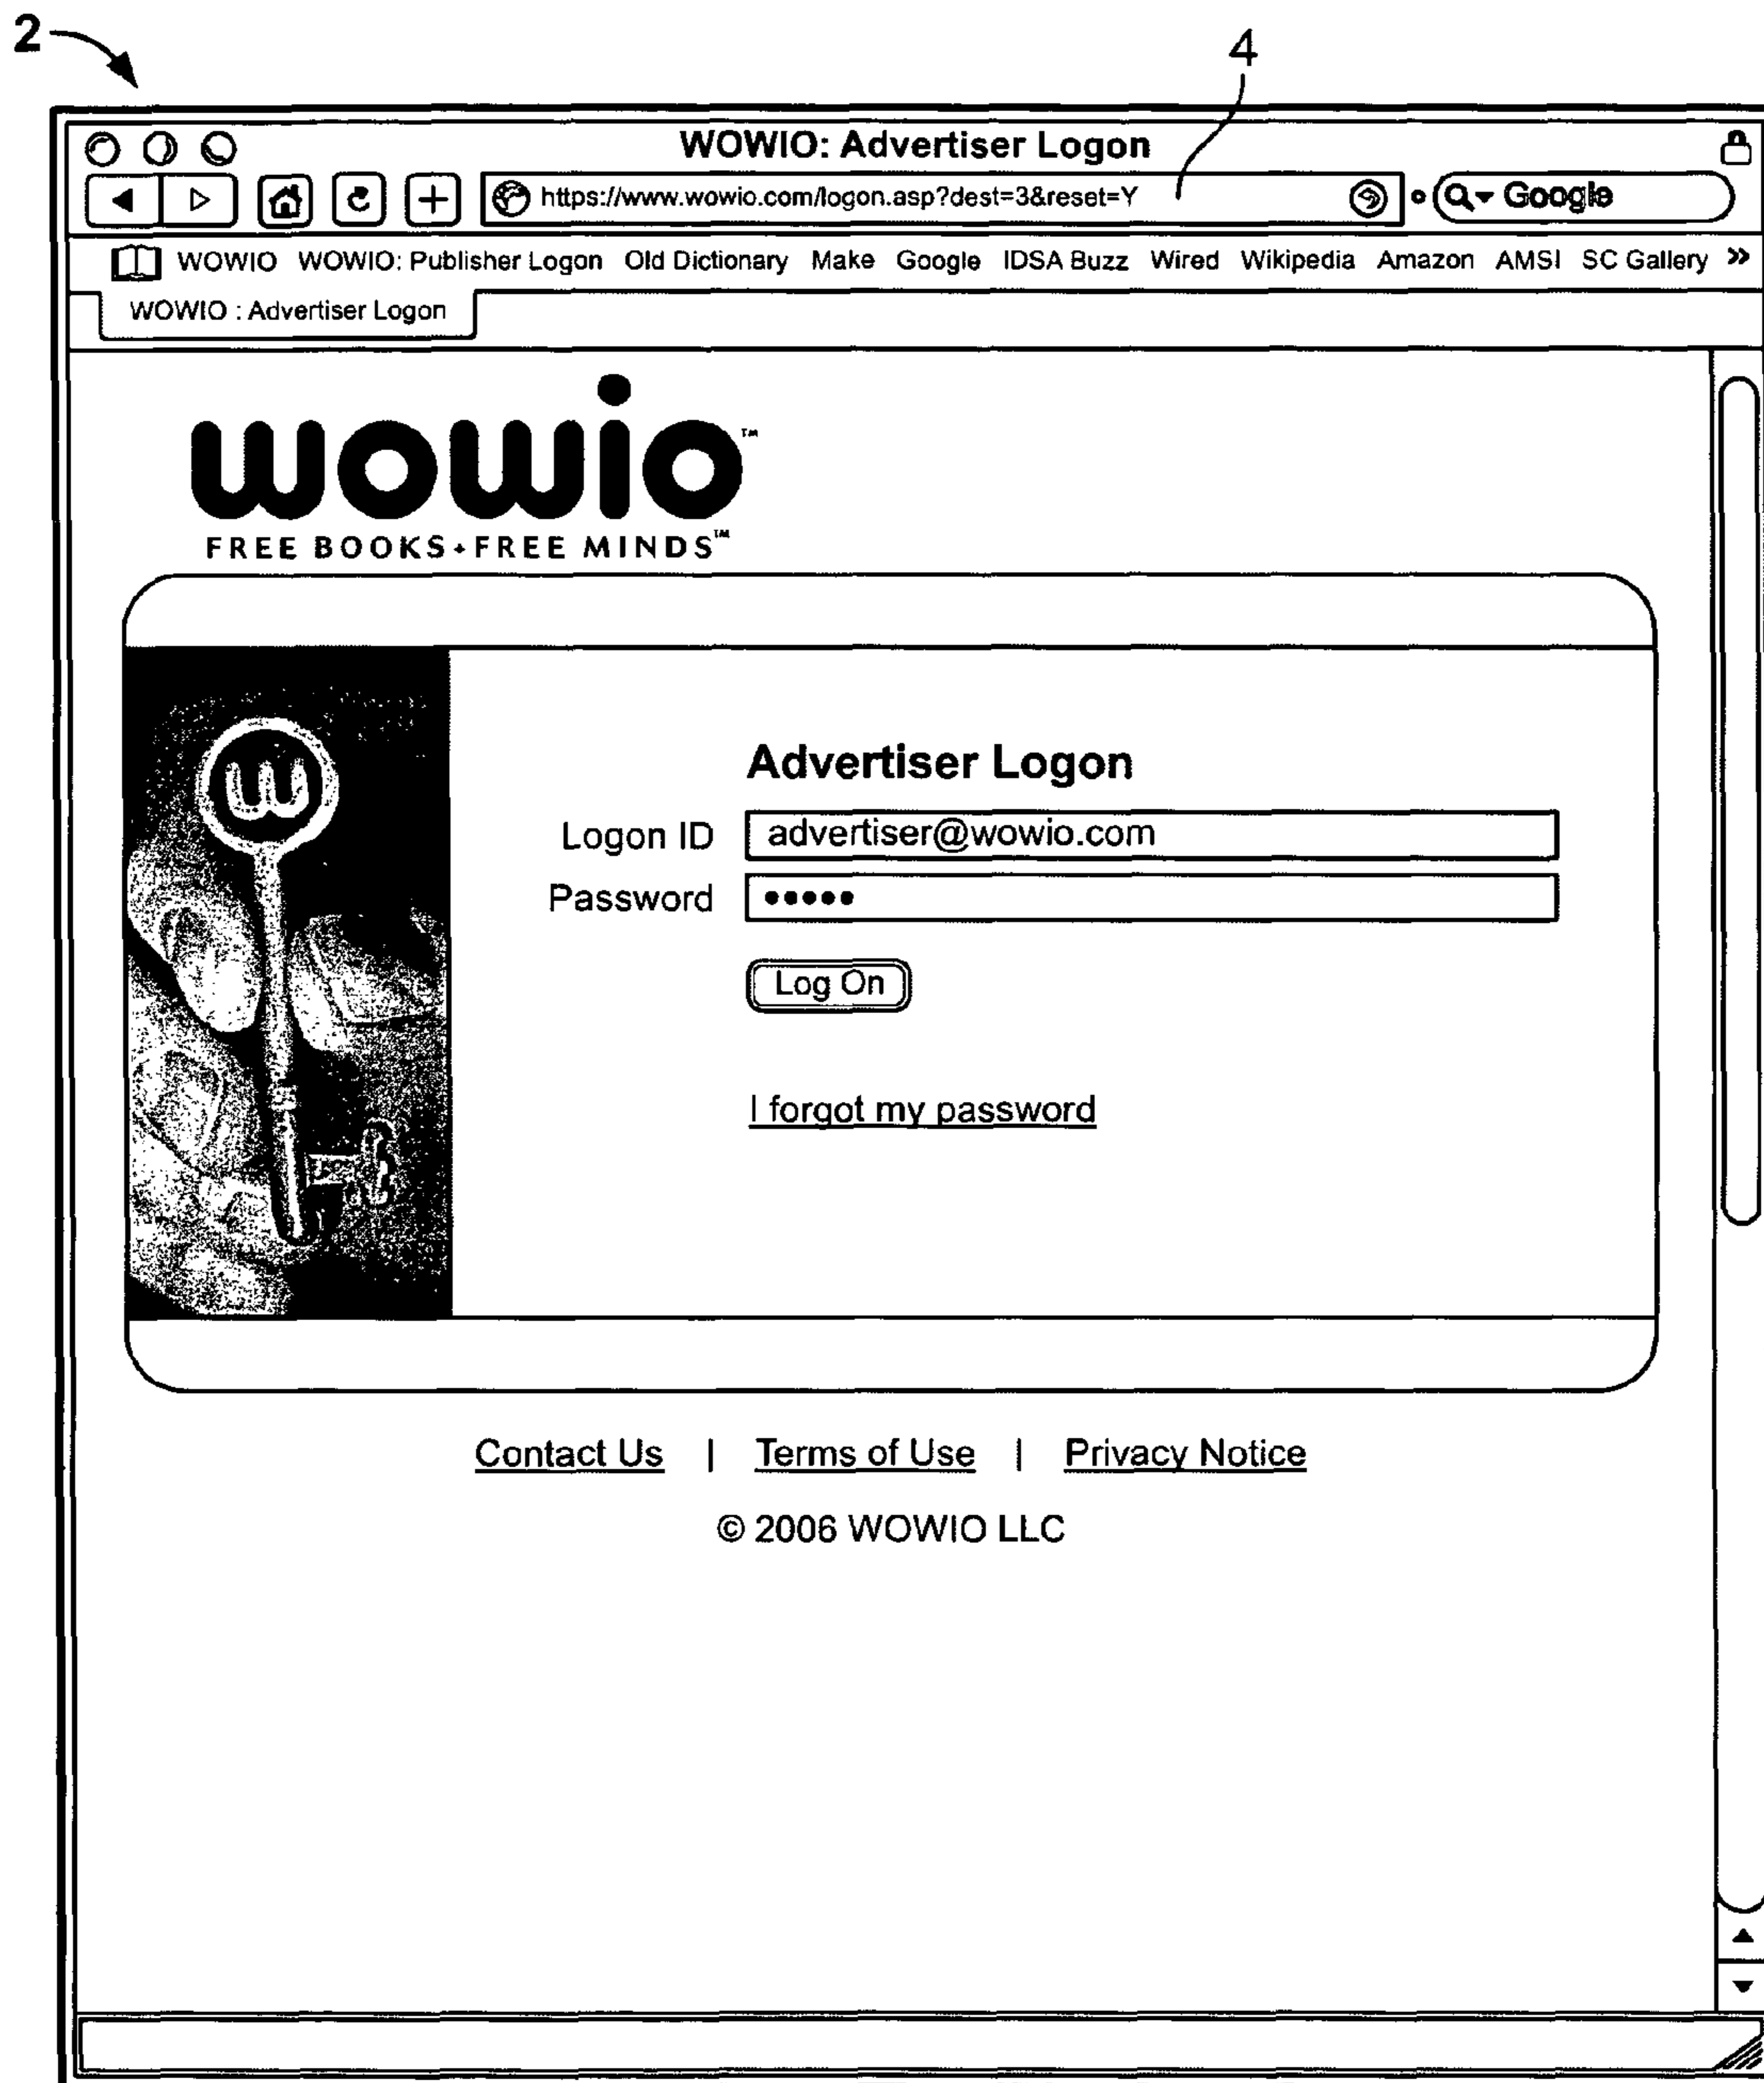 2
4
WOWIO: Advertiser Logon
https://www.wowio.com/logon.asp?dest=3&reset=Y
Google
WOWIO WOWIO: Publisher Logon Old Dictionary Make Google IDSA Buzz Wired Wikipedia Amazon AMSI SC Gallery »
WOWIO : Advertiser Logon
wowio™
FREE BOOKS+FREE MINDS™
w
Advertiser Logon
Logon ID advertiser@wowio.com
Password •••••
Log On
I forgot my password
Contact Us | Terms of Use | Privacy Notice
© 2006 WOWIO LLC